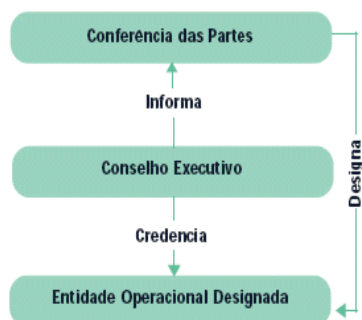 Conferência das Partes
Informa
Conselho Executivo
Designa
Credencia
Entidade Operacional Designada